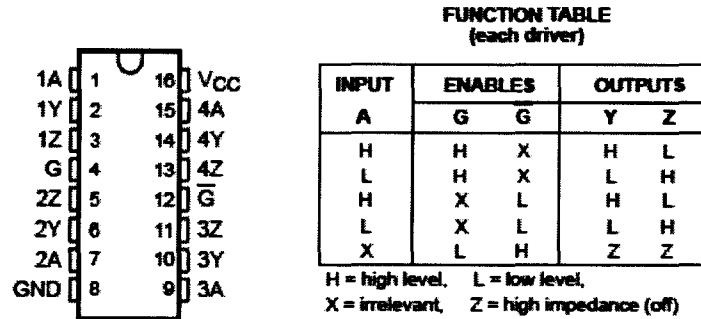 1A 1 16 VCC
1Y 2 15 4A
1Z 3 14 4Y
G 4 13 4Z
2Z 5 12 G̅
2Y 6 11 3Z
2A 7 10 3Y
GND 8 9 3A
FUNCTION TABLE
(each driver)
INPUT ENABLES OUTPUTS
A G G̅ Y Z
H H X H L
L H X L H
H X L H L
L X L L H
X L H Z Z
H = high level, L = low level,
X = irrelevant, Z = high impedance (off)